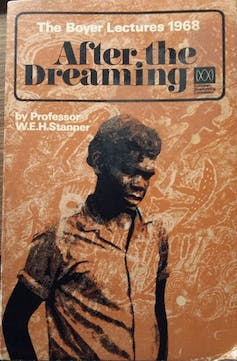 The Boyer Lectures 1968
After the
Dreaming
by Professor
W.E.H.Stanner